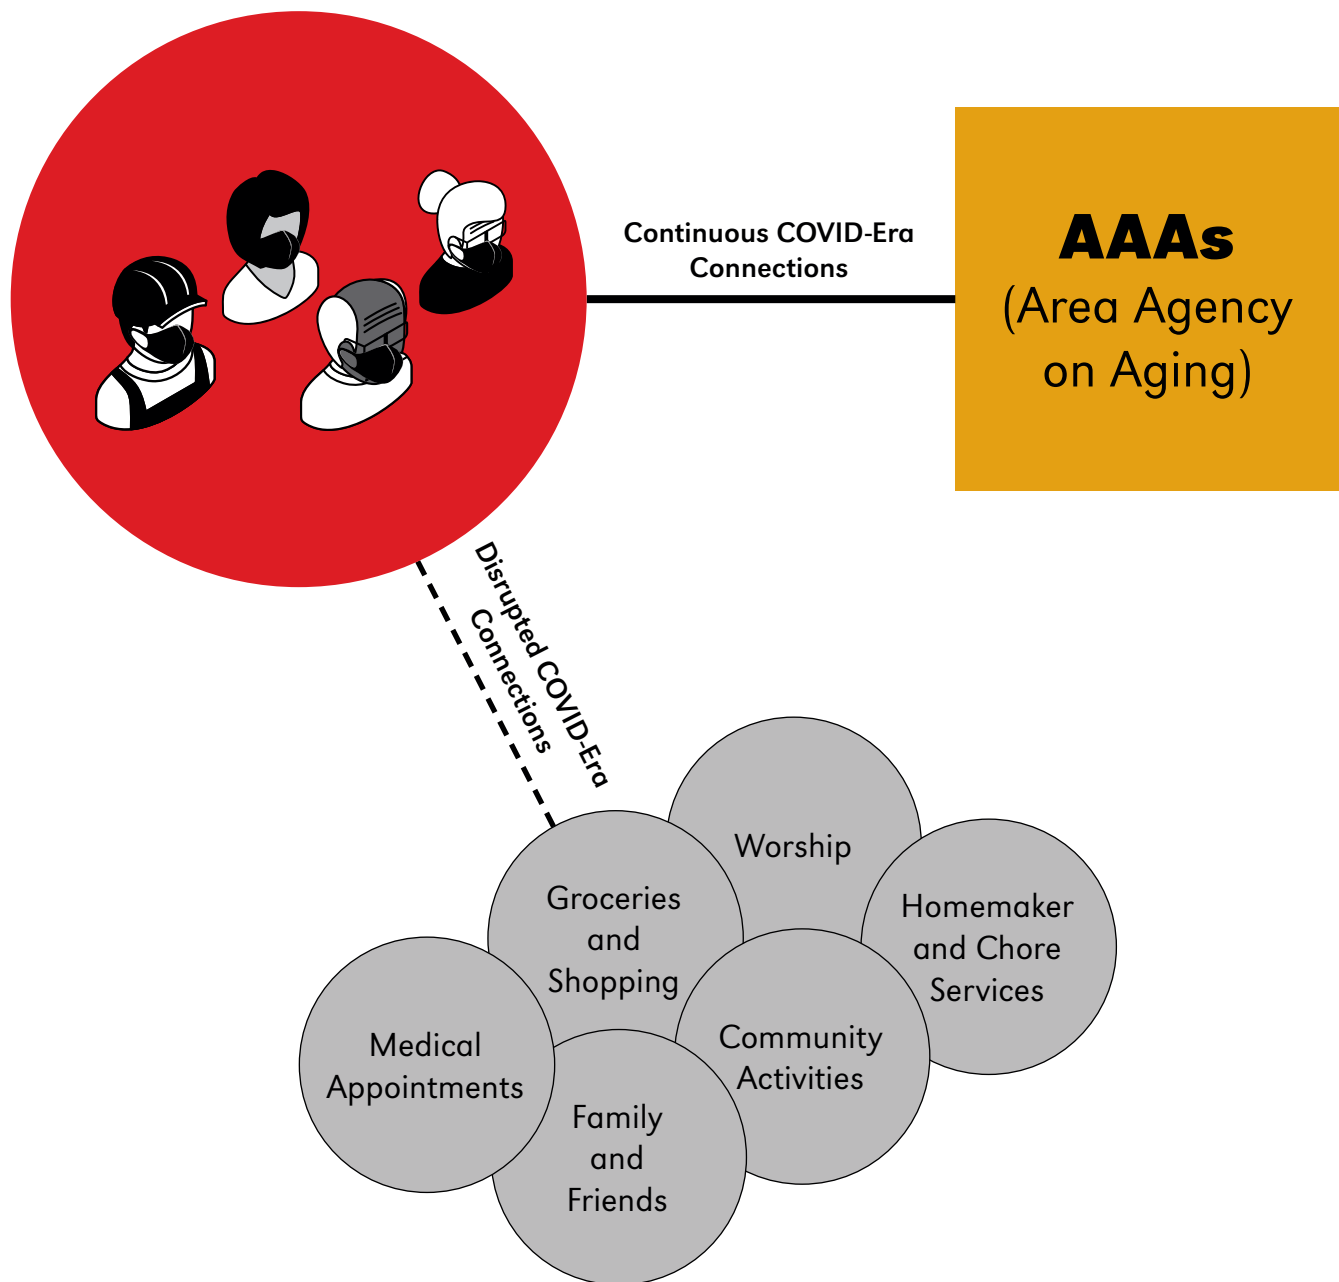 Continuous COVID-Era
Connections
AAAs
(Area Agency
on Aging)
Disrupted COVID-Era
Connections
Worship
Groceries
and
Shopping
Homemaker
and Chore
Services
Medical
Appointments
Community
Activities
Family
and
Friends